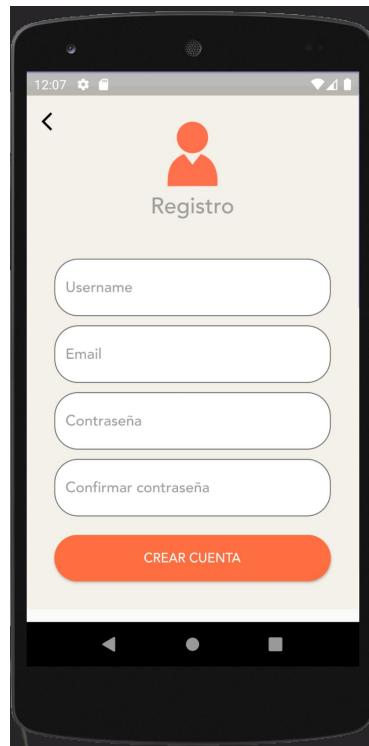 12:07
Registro
Username
Email
Contraseña
Confirmar contraseña
CREAR CUENTA